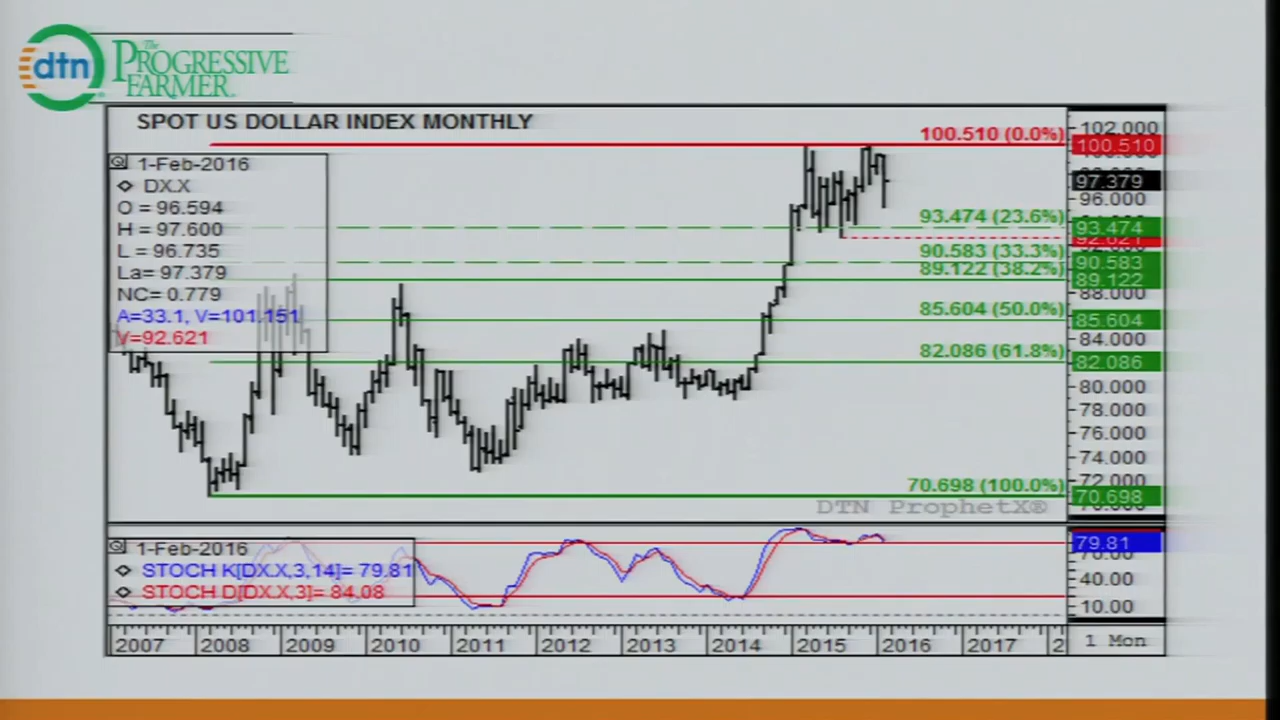 dtn
The
PROGRESSIVE
FARMER
SPOT US DOLLAR INDEX MONTHLY
1-Feb-2016
DX.X
O = 96.594
H = 97.600
L = 96.735
La= 97.379
NC= 0.779
A=33.1, V=101.151
V=92.621
100.510 (0.0%)
93.474 (23.6%)
90.583 (33.3%)
89.122 (38.2%)
85.604 (50.0%)
82.086 (61.8%)
70.698 (100.0%)
DTN ProphetX®
102.000
100.510
97.379
96.000
93.474
92.621
90.583
89.122
88.000
85.604
84.000
82.086
80.000
78.000
76.000
74.000
72.000
70.698
1-Feb-2016
STOCH K[DX.X,3,14]= 79.81
STOCH D[DX.X,3]= 84.08
79.81
70.00
40.00
10.00
2007 2008 2009 2010 2011 2012 2013 2014 2015 2016 2017 2
1 Mon